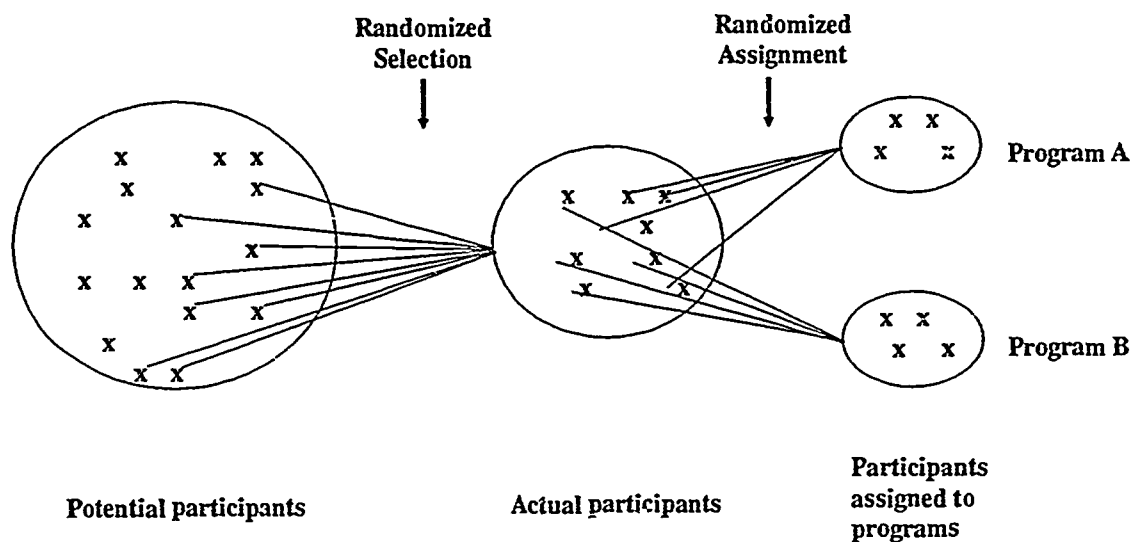 Randomized
Selection
Randomized
Assignment
x x x
x x
x x
x
x x x
x x
x
x x
x x x
x
x x
x x
x x
x x
Program A
x x
x x
Program B
Potential participants
Actual participants
Participants
assigned to
programs